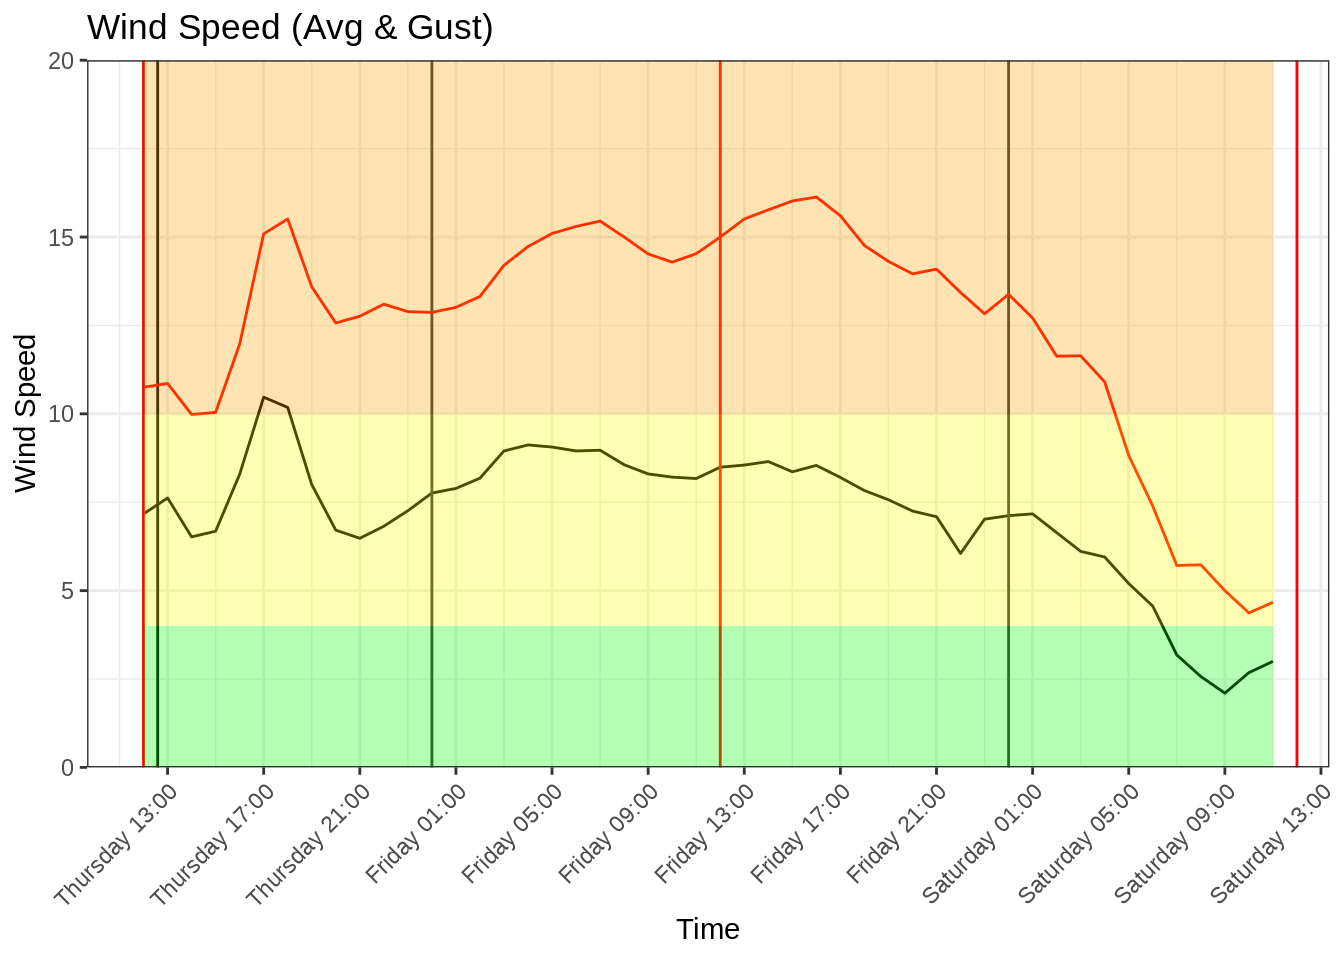 Wind Speed (Avg & Gust)
20
15
10
5
0
Wind Speed
Thursday 13:00
Thursday 17:00
Thursday 21:00
Friday 01:00
Friday 05:00
Friday 09:00
Friday 13:00
Friday 17:00
Friday 21:00
Saturday 01:00
Saturday 05:00
Saturday 09:00
Saturday 13:00
Time